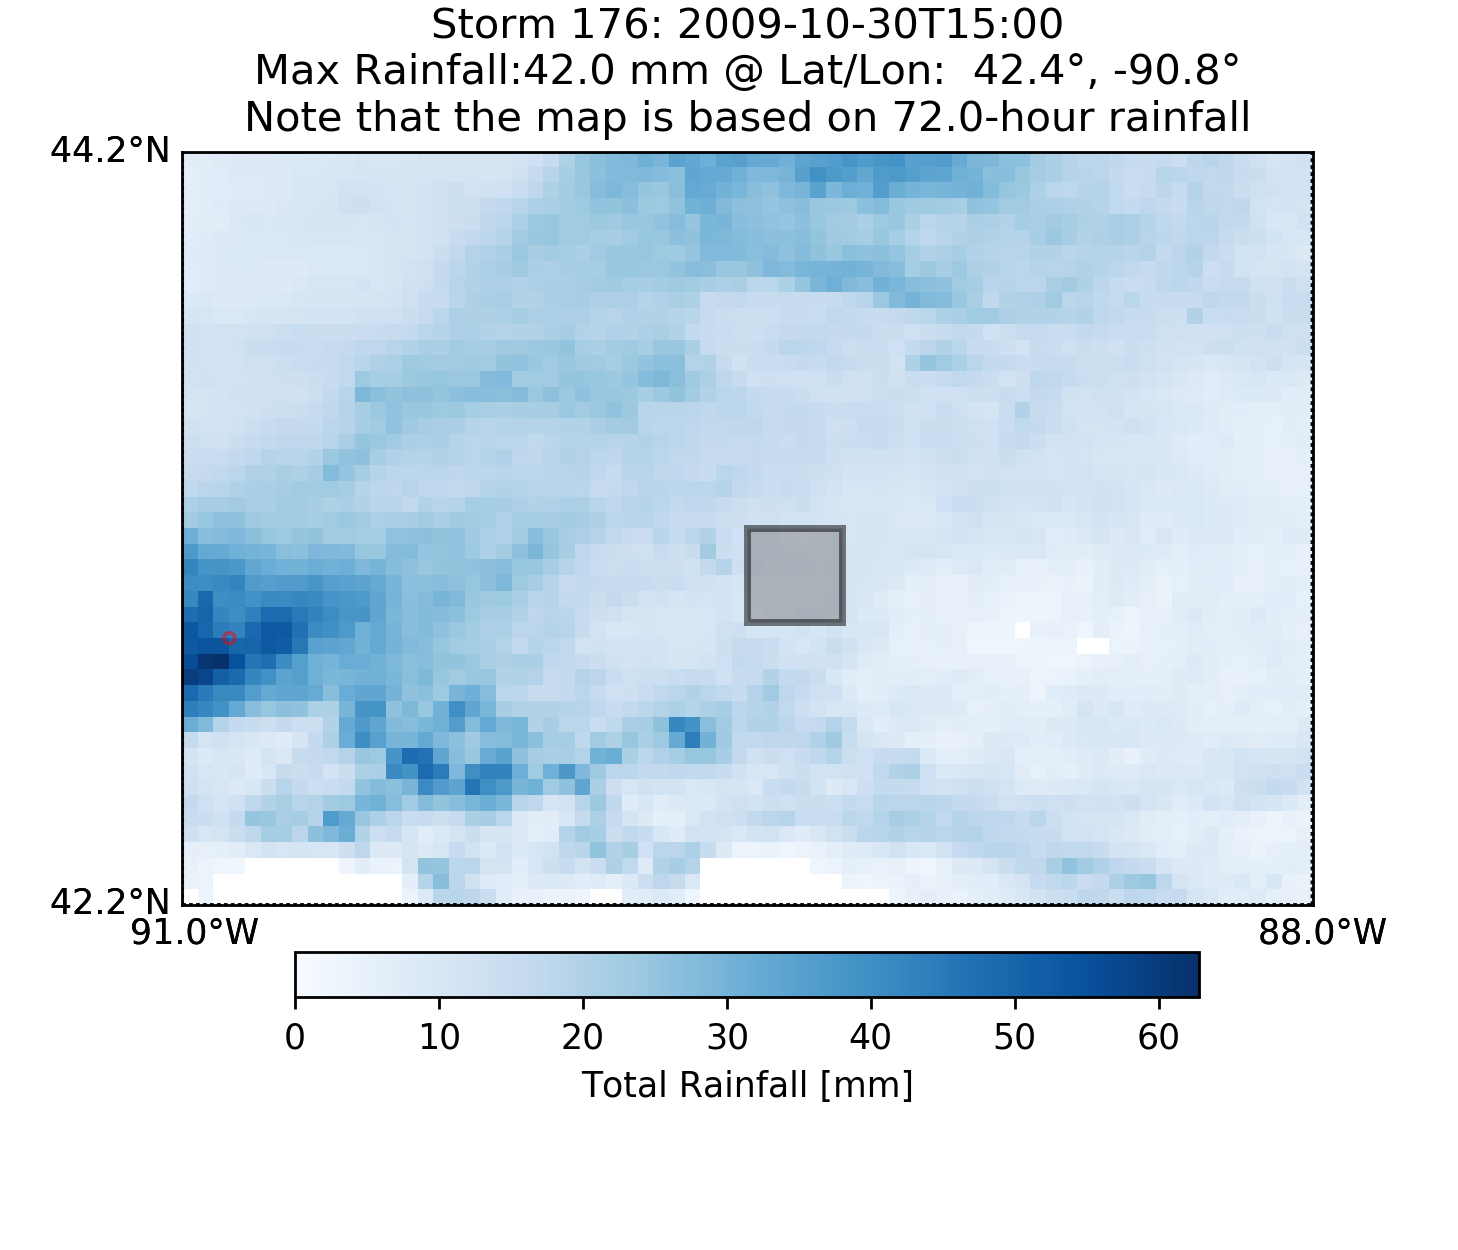 Storm 176: 2009-10-30T15:00
Max Rainfall:42.0 mm @ Lat/Lon:  42.4°, -90.8°
Note that the map is based on 72.0-hour rainfall
44.2°N
42.2°N
91.0°W 88.0°W
0 10 20 30 40 50 60
Total Rainfall [mm]